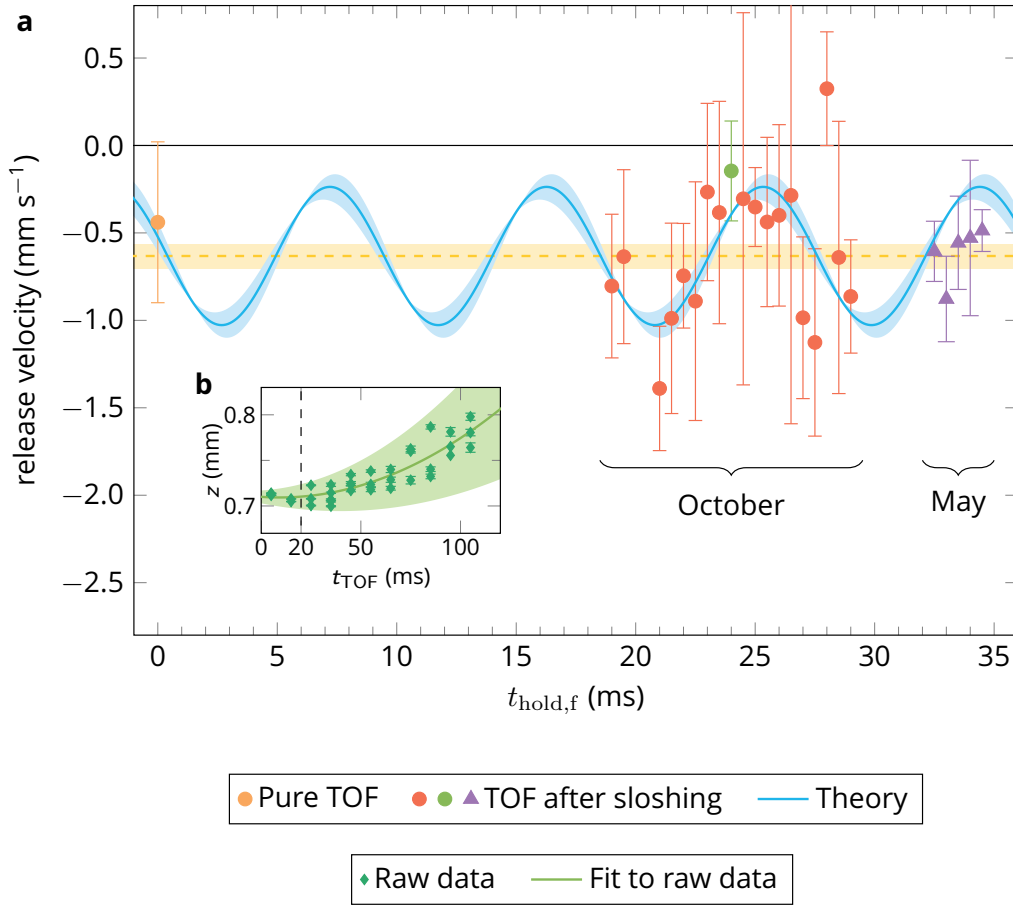 a
release velocity (mm s⁻¹)
0.5
0.0
−0.5
−1.0
−1.5
−2.0
−2.5
October
May
b
z (mm)
0.8
0.7
0 20 50 100
t_TOF (ms)
0 5 10 15 20 25 30 35
t_hold,f (ms)
Pure TOF TOF after sloshing Theory
Raw data Fit to raw data